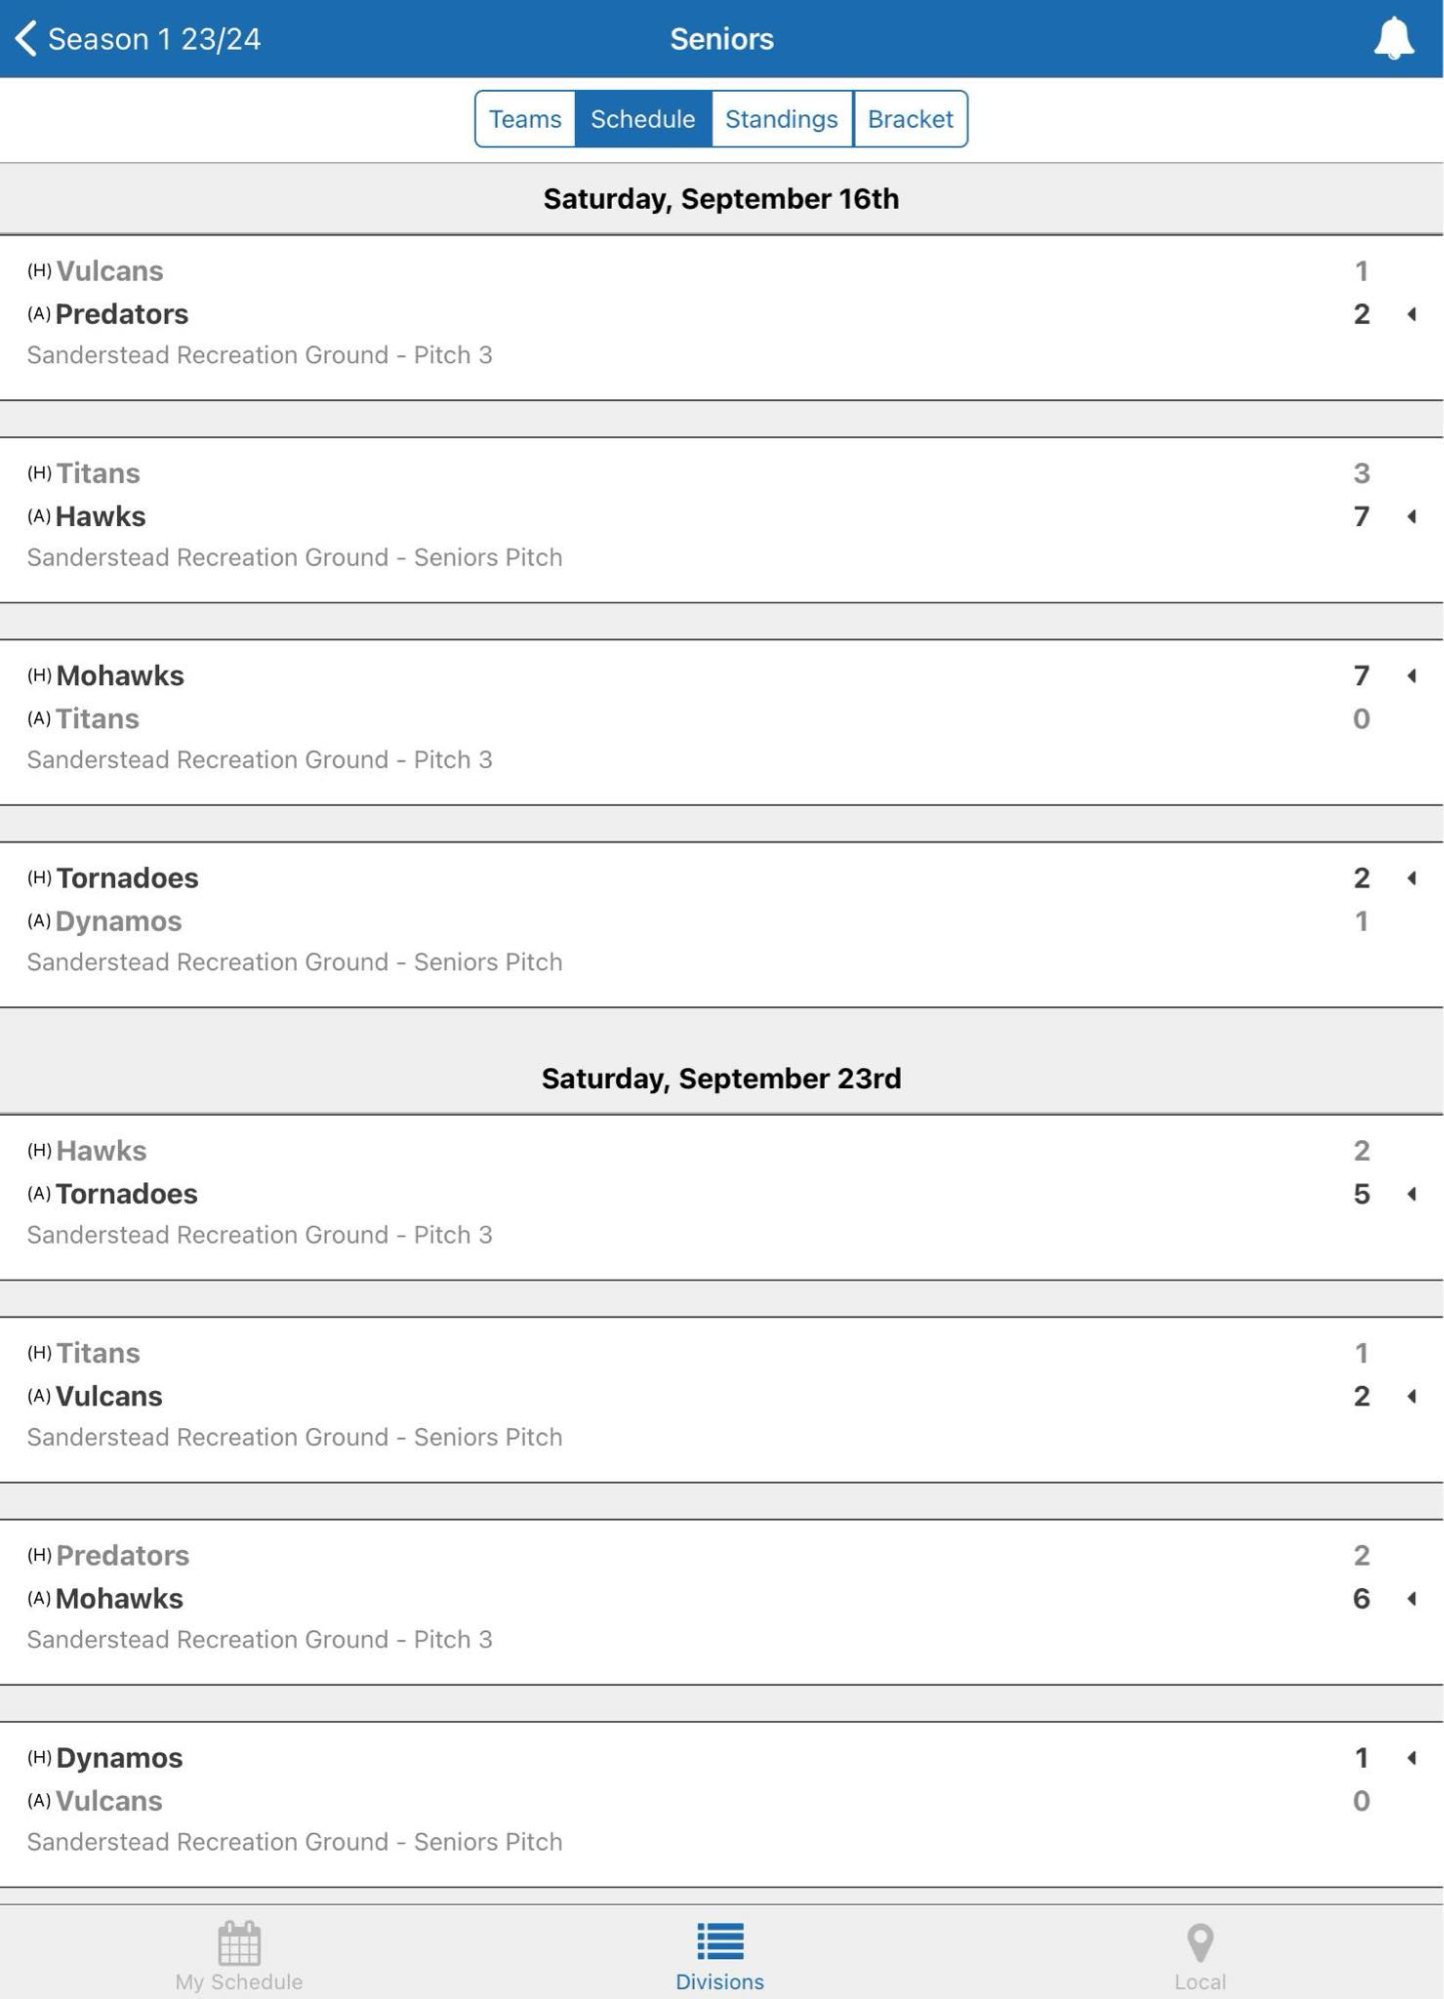 Season 1 23/24
Seniors
Teams
Schedule
Standings
Bracket
Saturday, September 16th
(H) Vulcans 1
(A) Predators 2
Sanderstead Recreation Ground - Pitch 3
(H) Titans 3
(A) Hawks 7
Sanderstead Recreation Ground - Seniors Pitch
(H) Mohawks 7
(A) Titans 0
Sanderstead Recreation Ground - Pitch 3
(H) Tornadoes 2
(A) Dynamos 1
Sanderstead Recreation Ground - Seniors Pitch
Saturday, September 23rd
(H) Hawks 2
(A) Tornadoes 5
Sanderstead Recreation Ground - Pitch 3
(H) Titans 1
(A) Vulcans 2
Sanderstead Recreation Ground - Seniors Pitch
(H) Predators 2
(A) Mohawks 6
Sanderstead Recreation Ground - Pitch 3
(H) Dynamos 1
(A) Vulcans 0
Sanderstead Recreation Ground - Seniors Pitch
My Schedule
Divisions
Local